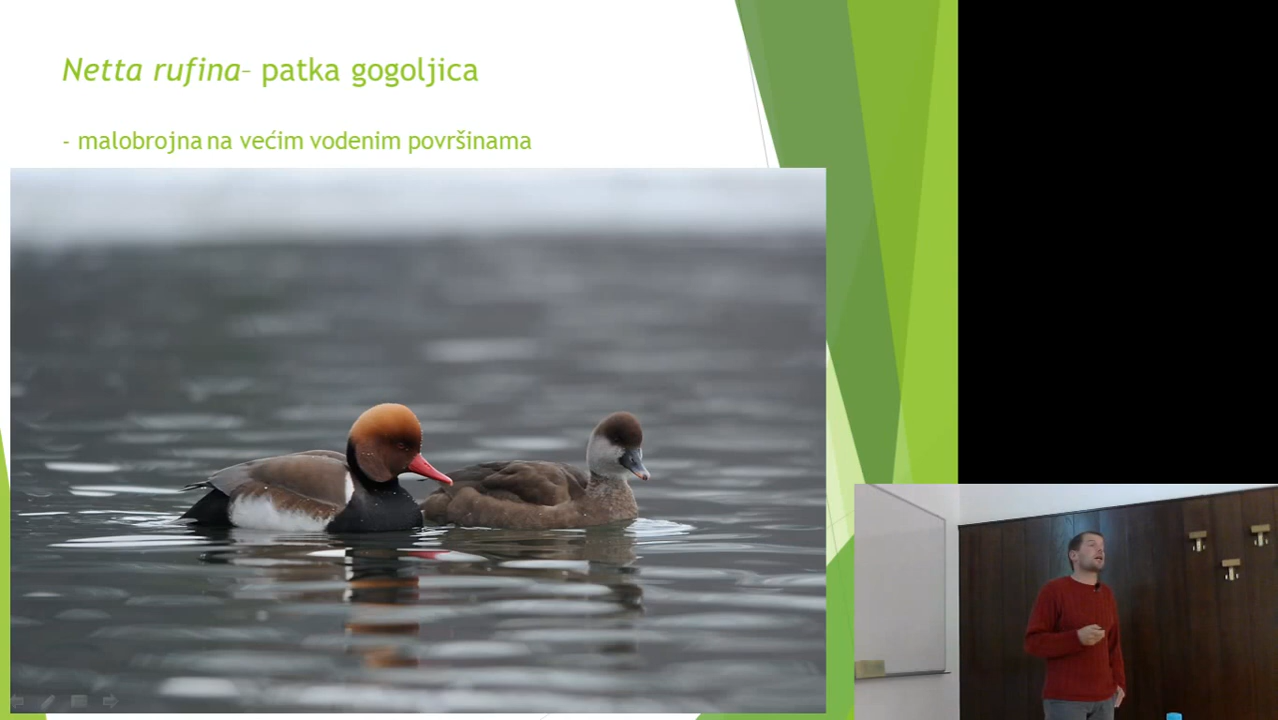 Netta rufina– patka gogoljica
- malobrojna na većim vodenim površinama